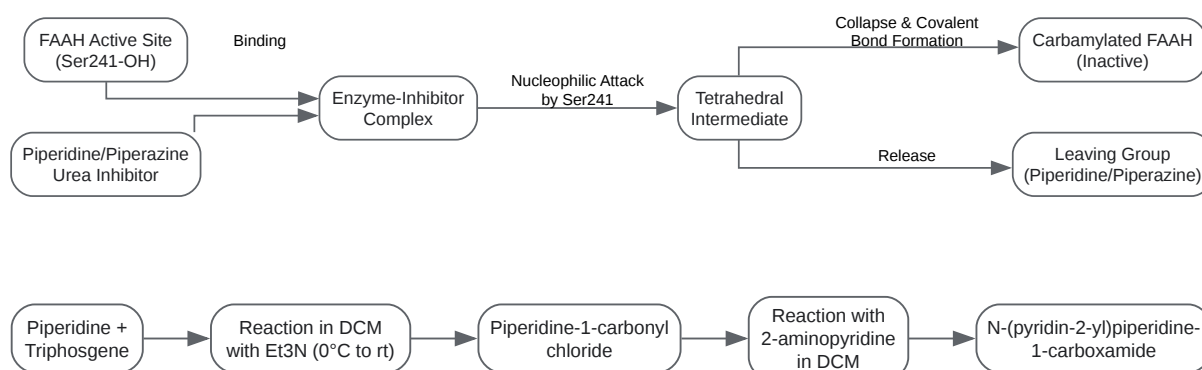 FAAH Active Site
(Ser241-OH)
Binding
Piperidine/Piperazine
Urea Inhibitor
Enzyme-Inhibitor
Complex
Nucleophilic Attack
by Ser241
Tetrahedral
Intermediate
Collapse & Covalent
Bond Formation
Carbamylated FAAH
(Inactive)
Release
Leaving Group
(Piperidine/Piperazine)
Piperidine +
Triphosgene
Reaction in DCM
with Et3N (0°C to rt)
Piperidine-1-carbonyl
chloride
Reaction with
2-aminopyridine
in DCM
N-(pyridin-2-yl)piperidine-
1-carboxamide